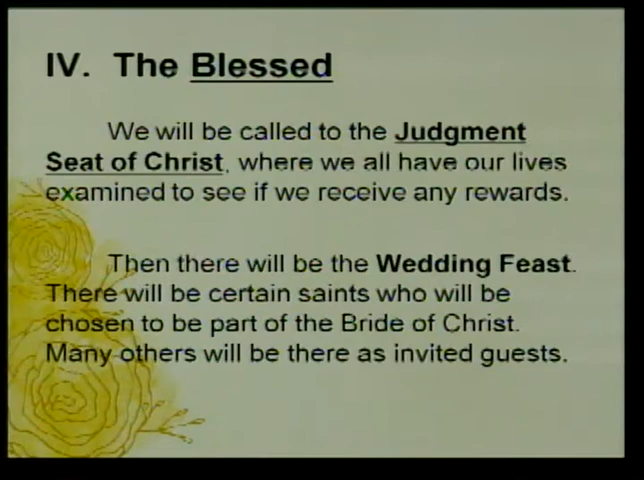 IV. The Blessed
We will be called to the Judgment
Seat of Christ, where we all have our lives
examined to see if we receive any rewards.
Then there will be the Wedding Feast.
There will be certain saints who will be
chosen to be part of the Bride of Christ.
Many others will be there as invited guests.